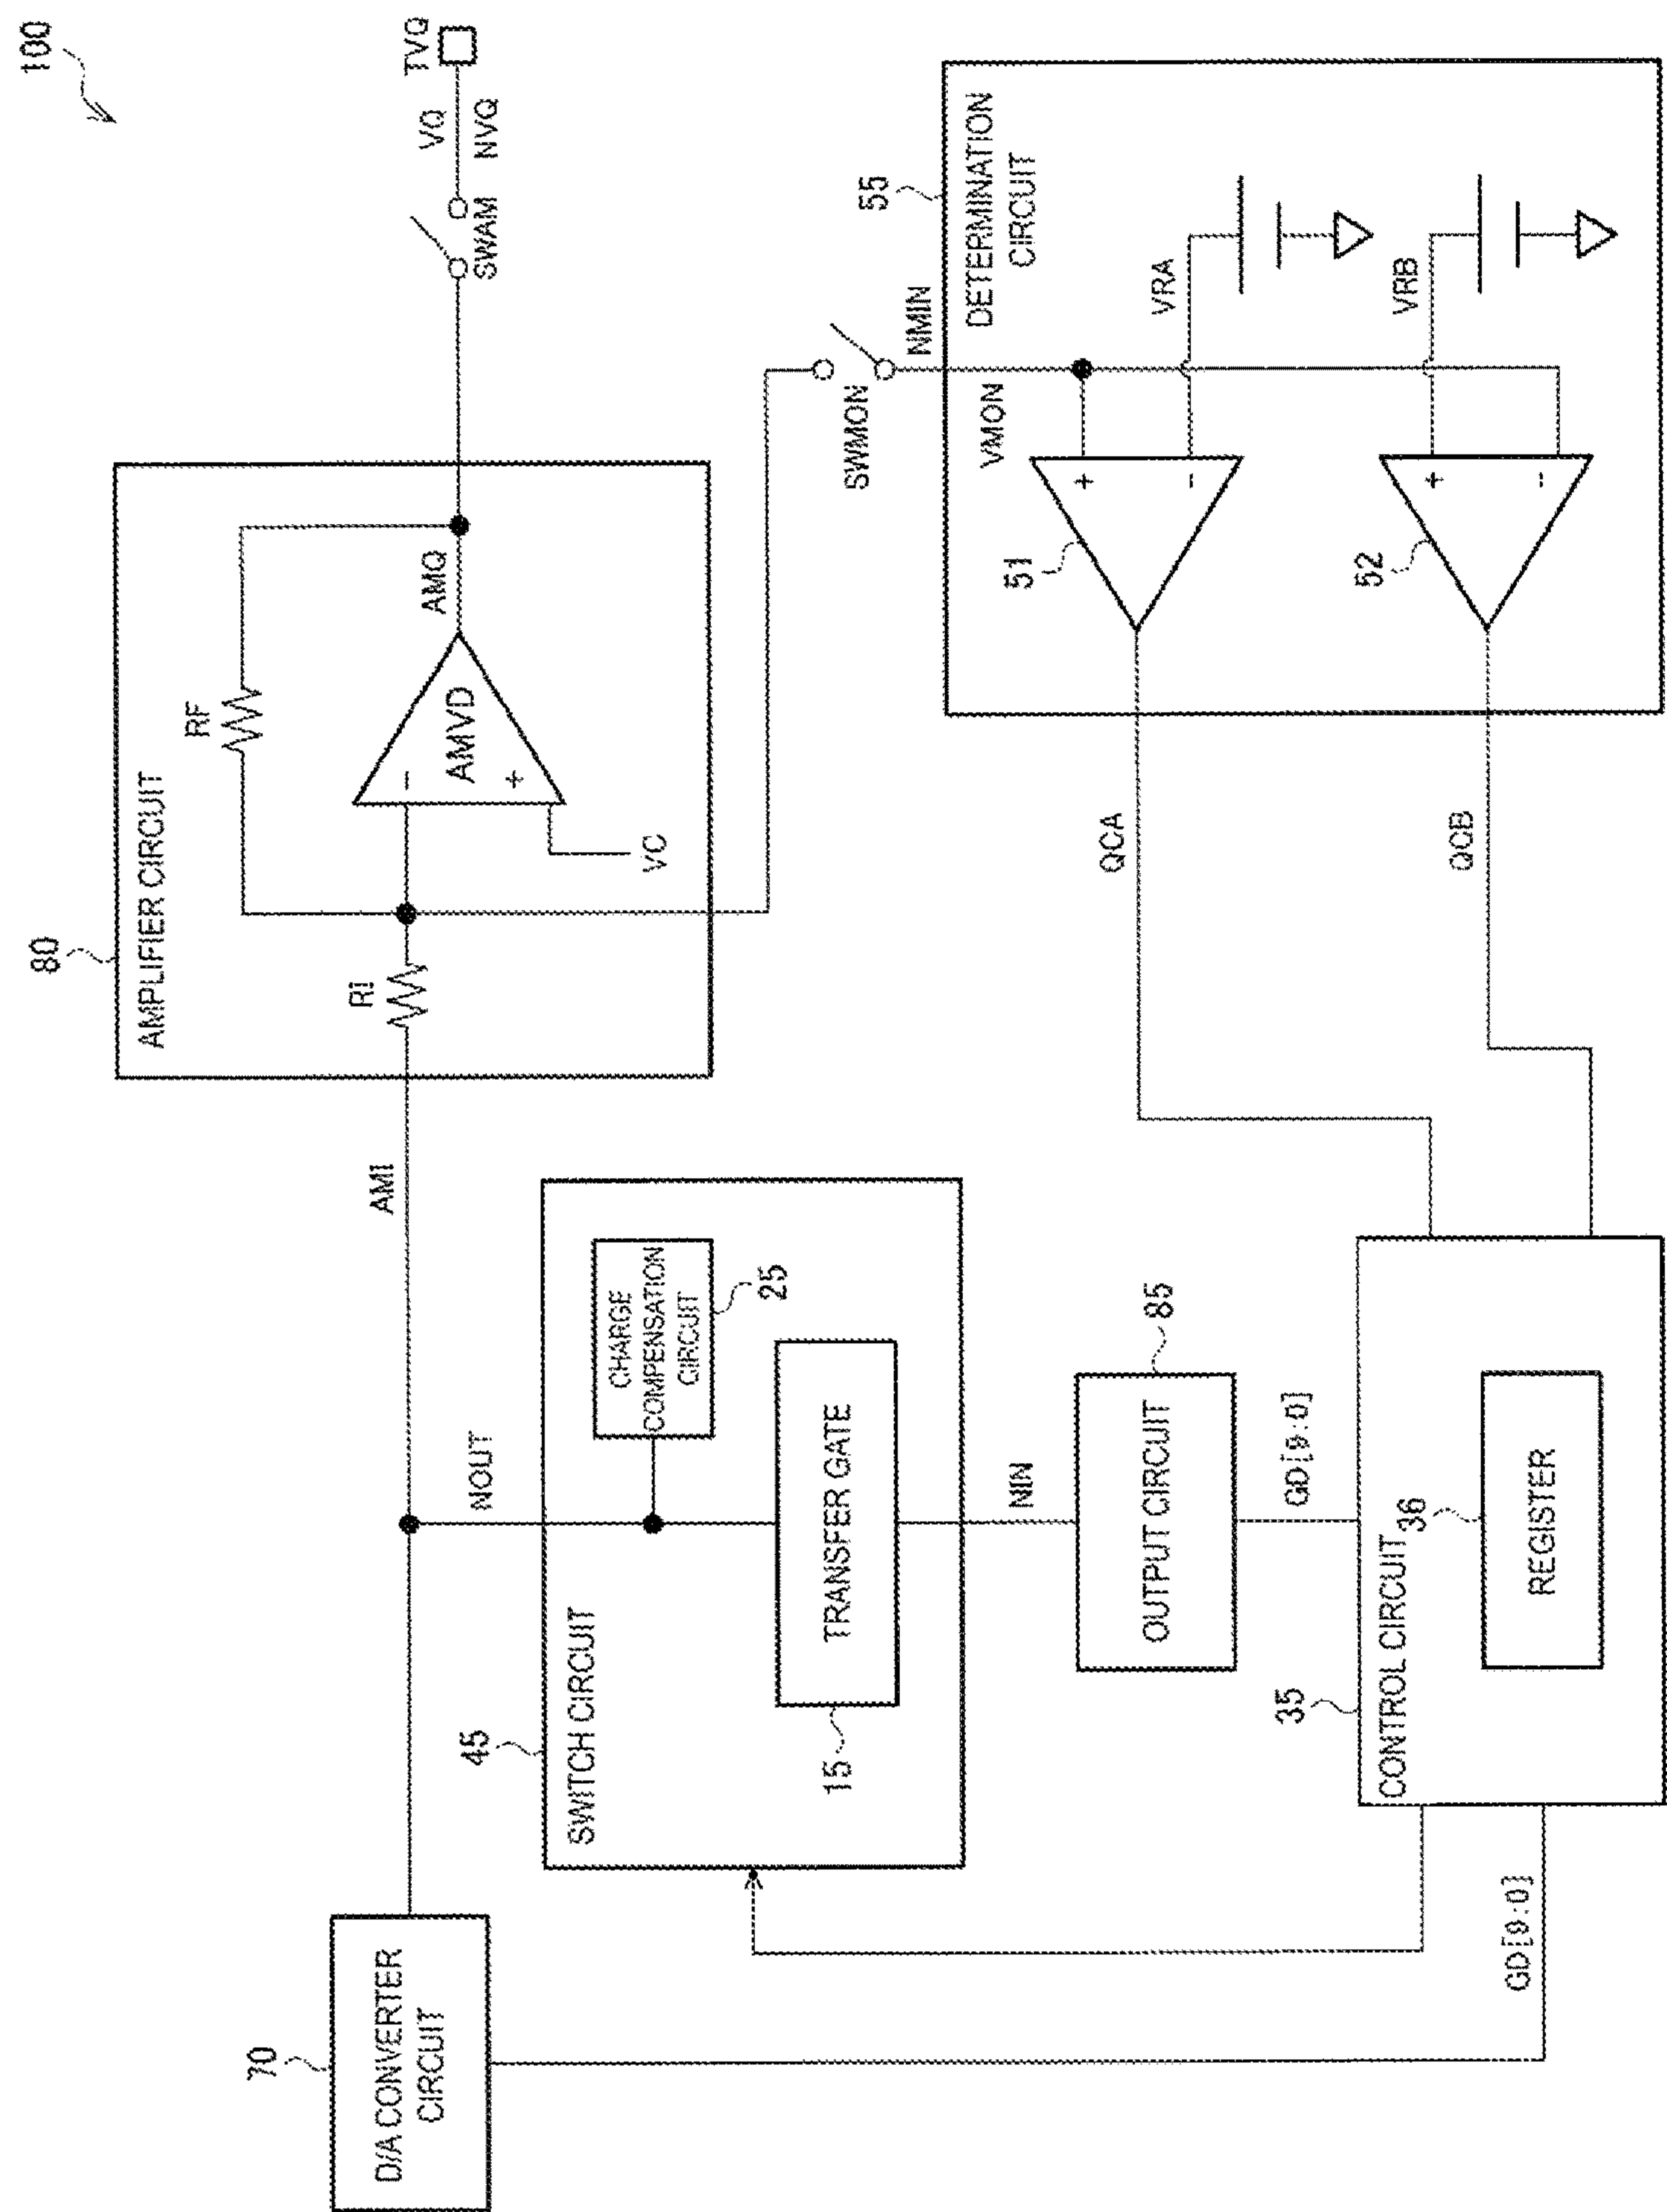 100
80
AMPLIFIER CIRCUIT
RF
RI
AMVD
-
+
VC
AMQ
SWAM
VQ
NVQ
TVQ
AMI
70
D/A CONVERTER
CIRCUIT
NOUT
45
SWITCH CIRCUIT
CHARGE
COMPENSATION
CIRCUIT
25
TRANSFER GATE
15
NIN
OUTPUT CIRCUIT
85
GD[9:0]
35
CONTROL CIRCUIT
36
REGISTER
GD[9:0]
QCA
QCB
SWMON
NMIN
55
DETERMINATION
CIRCUIT
VMON
51
+
-
VRA
52
+
-
VRB